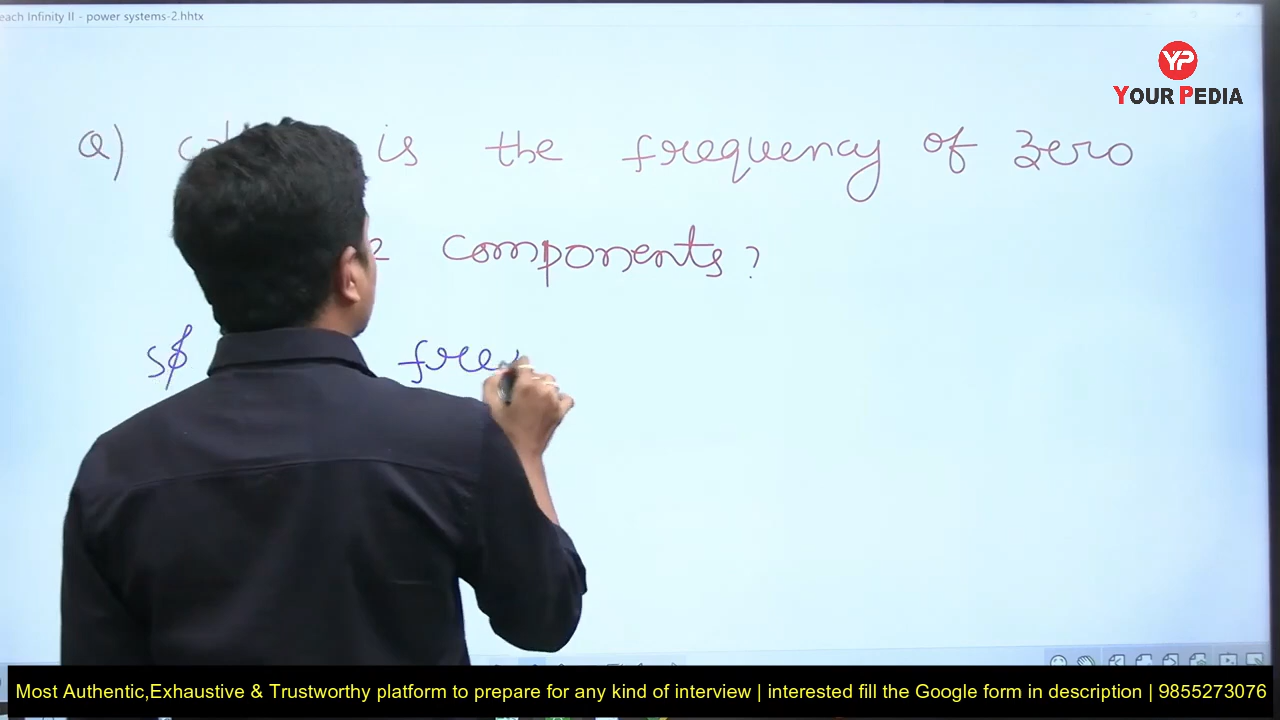 each Infinity II - power systems-2.hhtx
YP
YOUR PEDIA
Q) is the frequency of zero
components?
Most Authentic,Exhaustive & Trustworthy platform to prepare for any kind of interview | interested fill the Google form in description | 9855273076